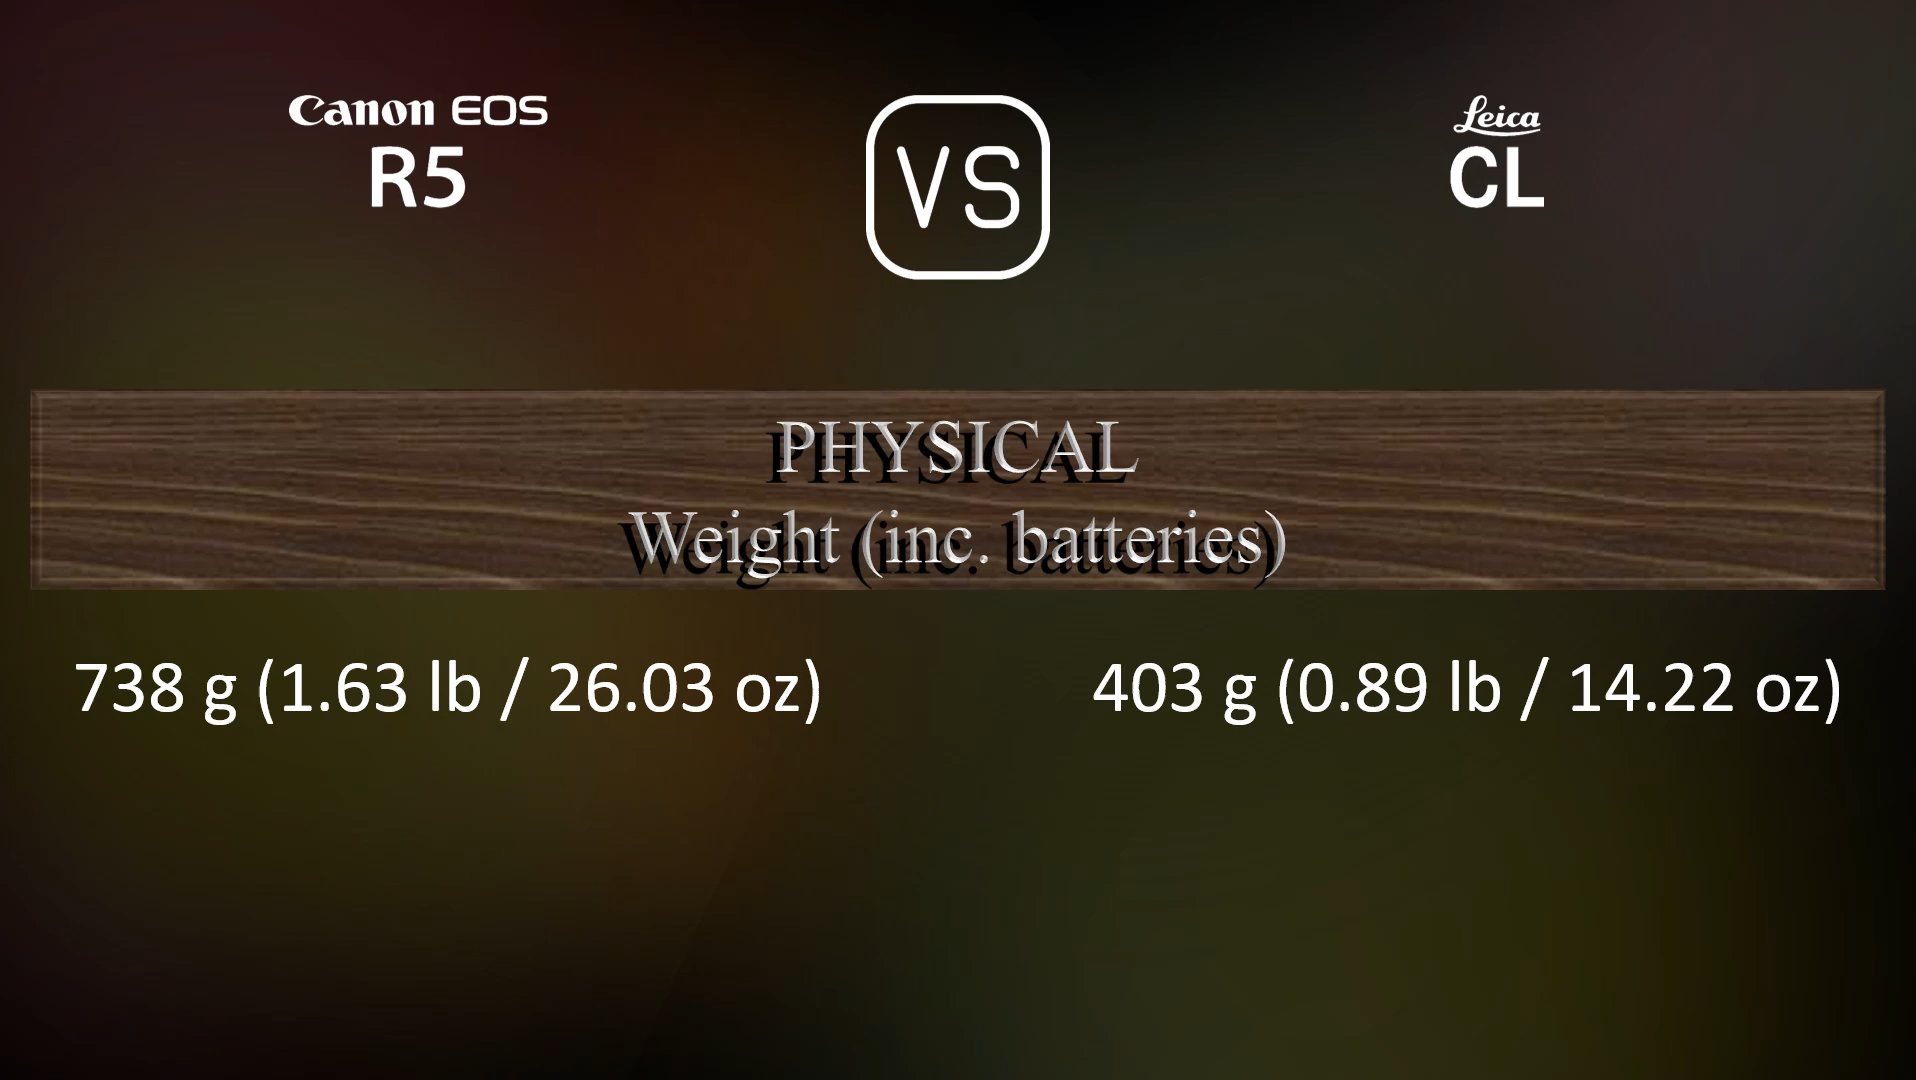 Canon EOS
R5
VS
Leica
CL
PHYSICAL
Weight (inc. batteries)
738 g (1.63 lb / 26.03 oz)
403 g (0.89 lb / 14.22 oz)